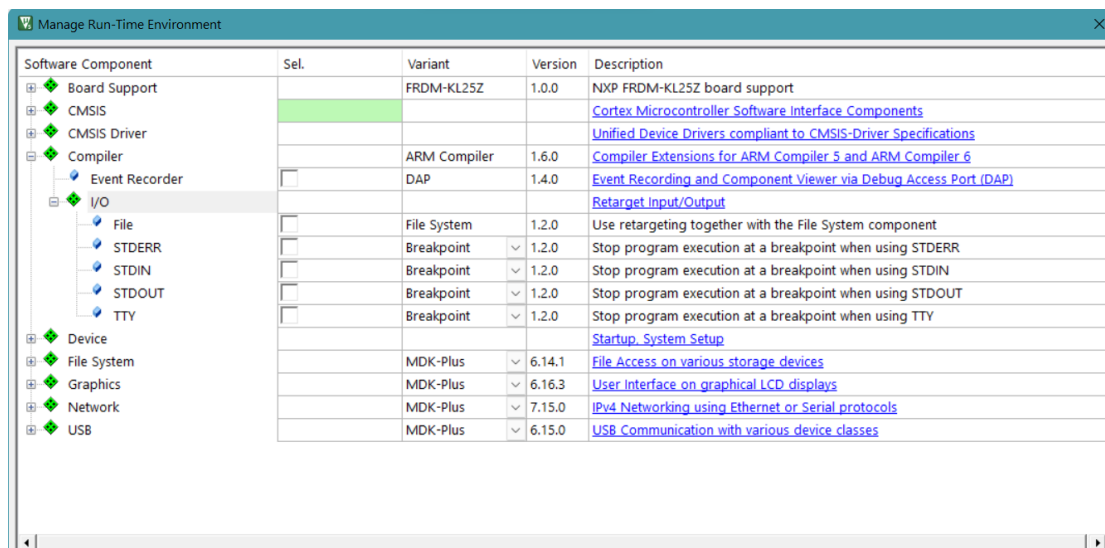 Manage Run-Time Environment
Software Component Sel. Variant Version Description
Board Support FRDM-KL25Z 1.0.0 NXP FRDM-KL25Z board support
CMSIS Cortex Microcontroller Software Interface Components
CMSIS Driver Unified Device Drivers compliant to CMSIS-Driver Specifications
Compiler ARM Compiler 1.6.0 Compiler Extensions for ARM Compiler 5 and ARM Compiler 6
Event Recorder DAP 1.4.0 Event Recording and Component Viewer via Debug Access Port (DAP)
I/O Retarget Input/Output
File File System 1.2.0 Use retargeting together with the File System component
STDERR Breakpoint 1.2.0 Stop program execution at a breakpoint when using STDERR
STDIN Breakpoint 1.2.0 Stop program execution at a breakpoint when using STDIN
STDOUT Breakpoint 1.2.0 Stop program execution at a breakpoint when using STDOUT
TTY Breakpoint 1.2.0 Stop program execution at a breakpoint when using TTY
Device Startup, System Setup
File System MDK-Plus 6.14.1 File Access on various storage devices
Graphics MDK-Plus 6.16.3 User Interface on graphical LCD displays
Network MDK-Plus 7.15.0 IPv4 Networking using Ethernet or Serial protocols
USB MDK-Plus 6.15.0 USB Communication with various device classes